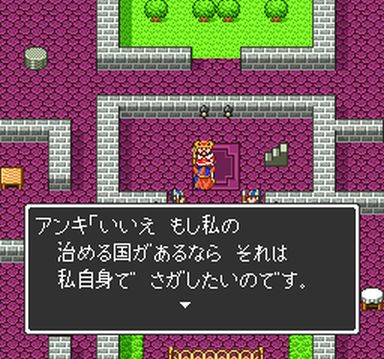 アンキ「いいえ もし私の
治める国があるなら それは
私自身で さがしたいのです。